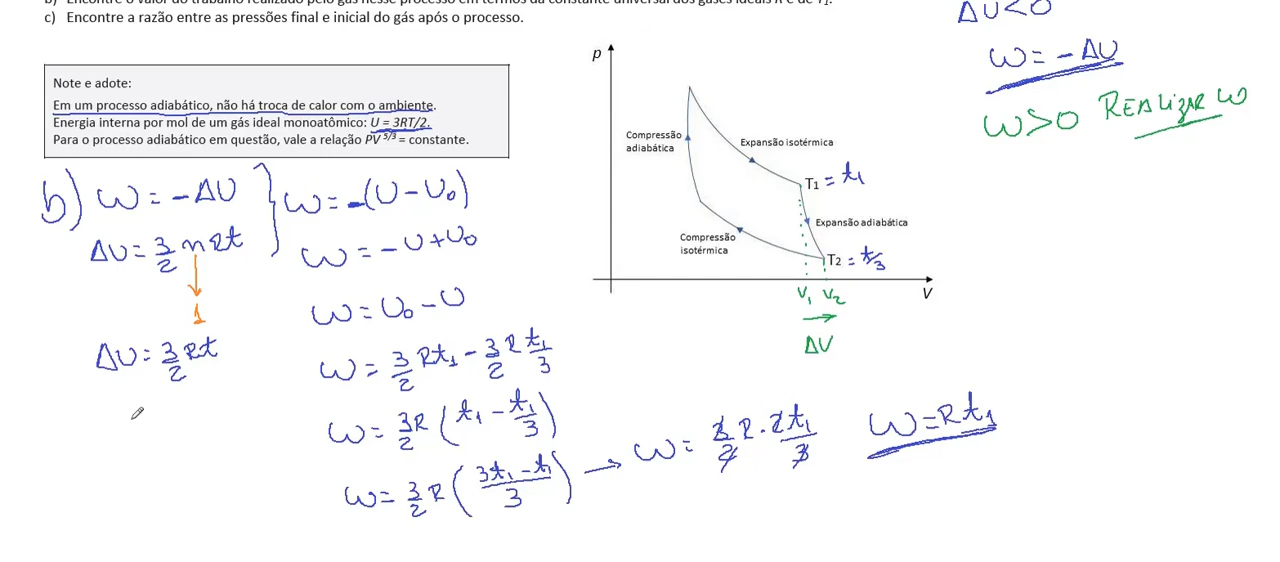 c) Encontre a razão entre as pressões final e inicial do gás após o processo.
Note e adote:
Em um processo adiabático, não há troca de calor com o ambiente.
Energia interna por mol de um gás ideal monoatômico: U = 3RT/2.
Para o processo adiabático em questão, vale a relação PV^5/3 = constante.
ΔU<0
ω = -ΔU
ω>0 REALIZAR ω
p
Compressão
adiabática
Expansão isotérmica
T1 = t1
Expansão adiabática
Compressão
isotérmica
T2 = t/3
V1 V2
V
ΔV
b) ω = -ΔU
ΔU = 3/2 nRt
1
ΔU = 3/2 Rt
ω = -(U - U0)
ω = -U + U0
ω = U0 - U
ω = 3/2 Rt1 - 3/2 R t1/3
ω = 3/2 R (t1 - t1/3)
ω = 3/2 R (3t1 - t1/3) → ω = 3/2 R · 2t1/3
ω = Rt1